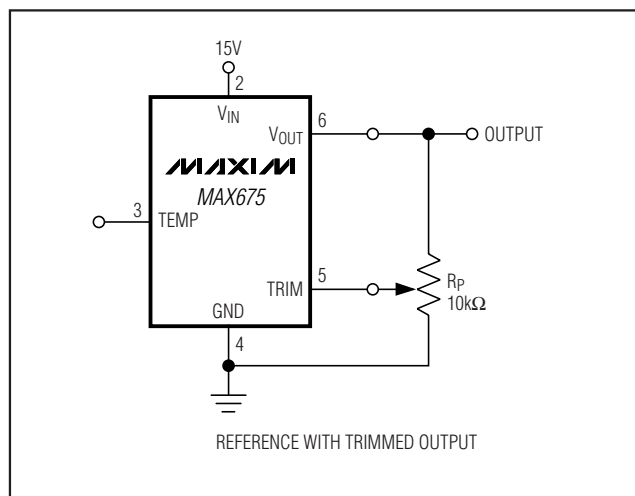 15V
2
V_IN
6
V_OUT
OUTPUT
MAXIM
MAX675
3
TEMP
5
TRIM
R_P
10kΩ
GND
4
REFERENCE WITH TRIMMED OUTPUT